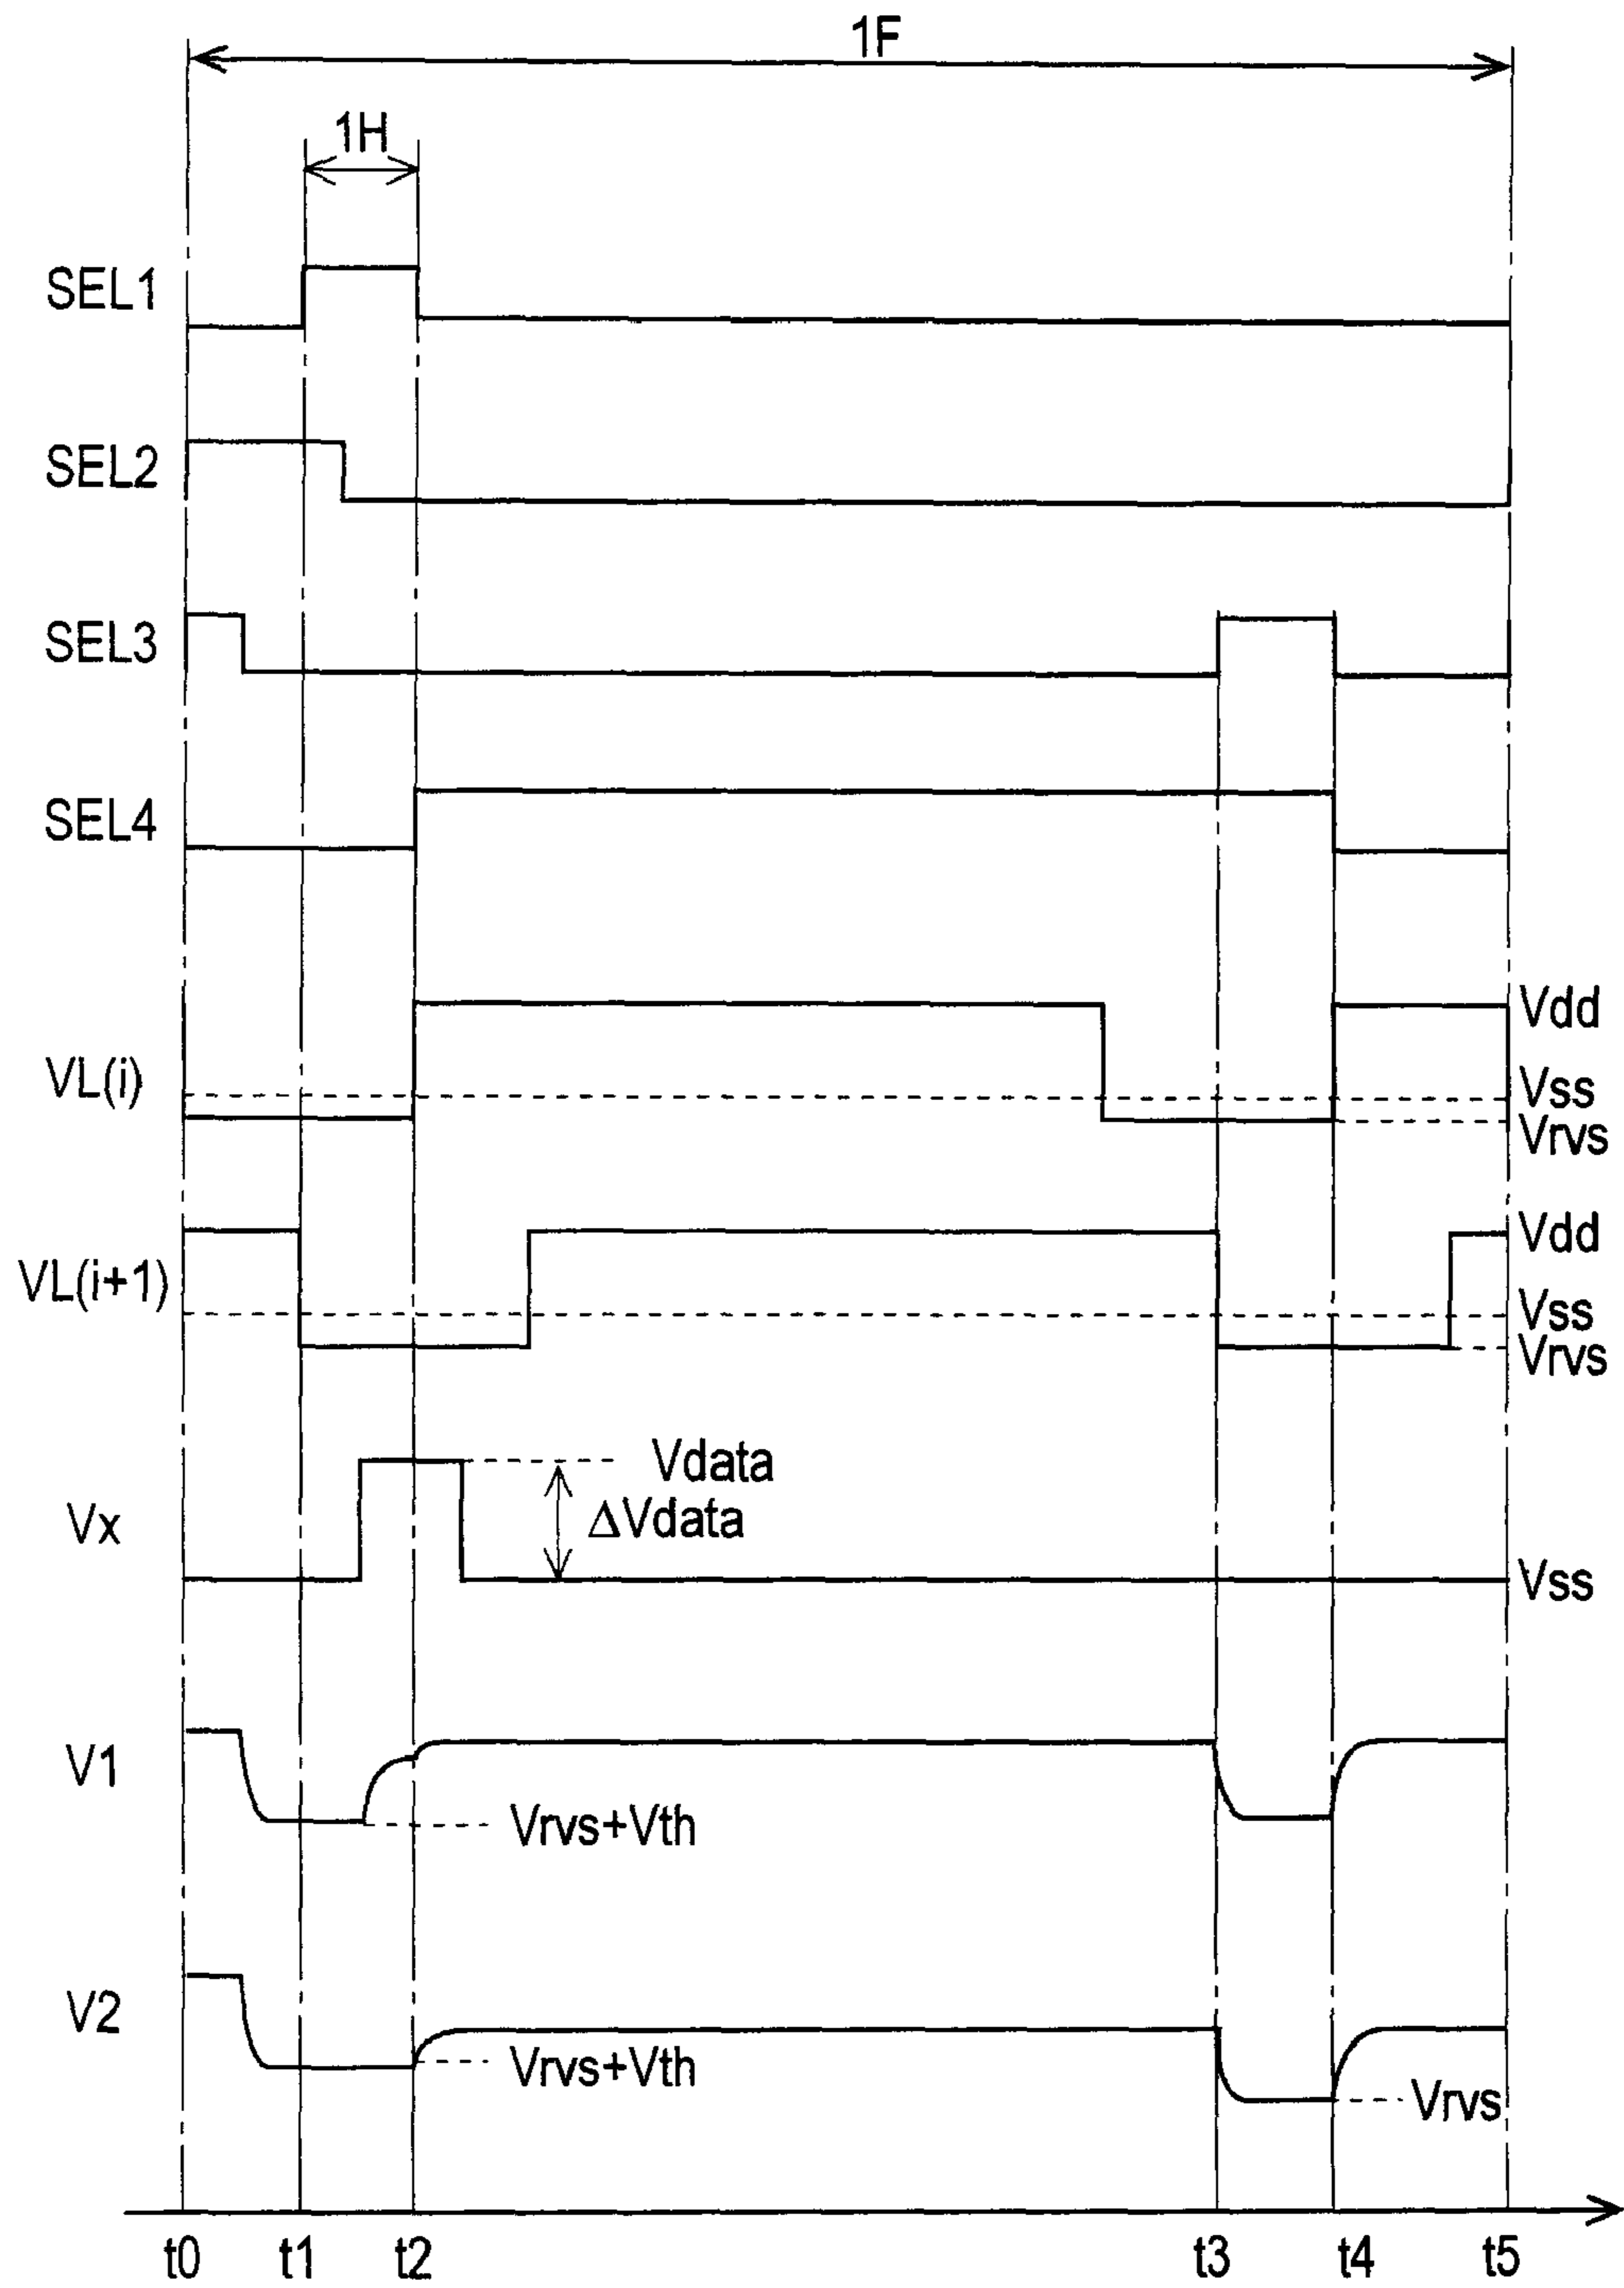 1F
1H
SEL1
SEL2
SEL3
SEL4
Vdd
VL(i)
Vss
Vrvs
Vdd
VL(i+1)
Vss
Vrvs
Vdata
Vx
ΔVdata
Vss
V1
Vrvs+Vth
V2
Vrvs+Vth
Vrvs
t0 t1 t2 t3 t4 t5